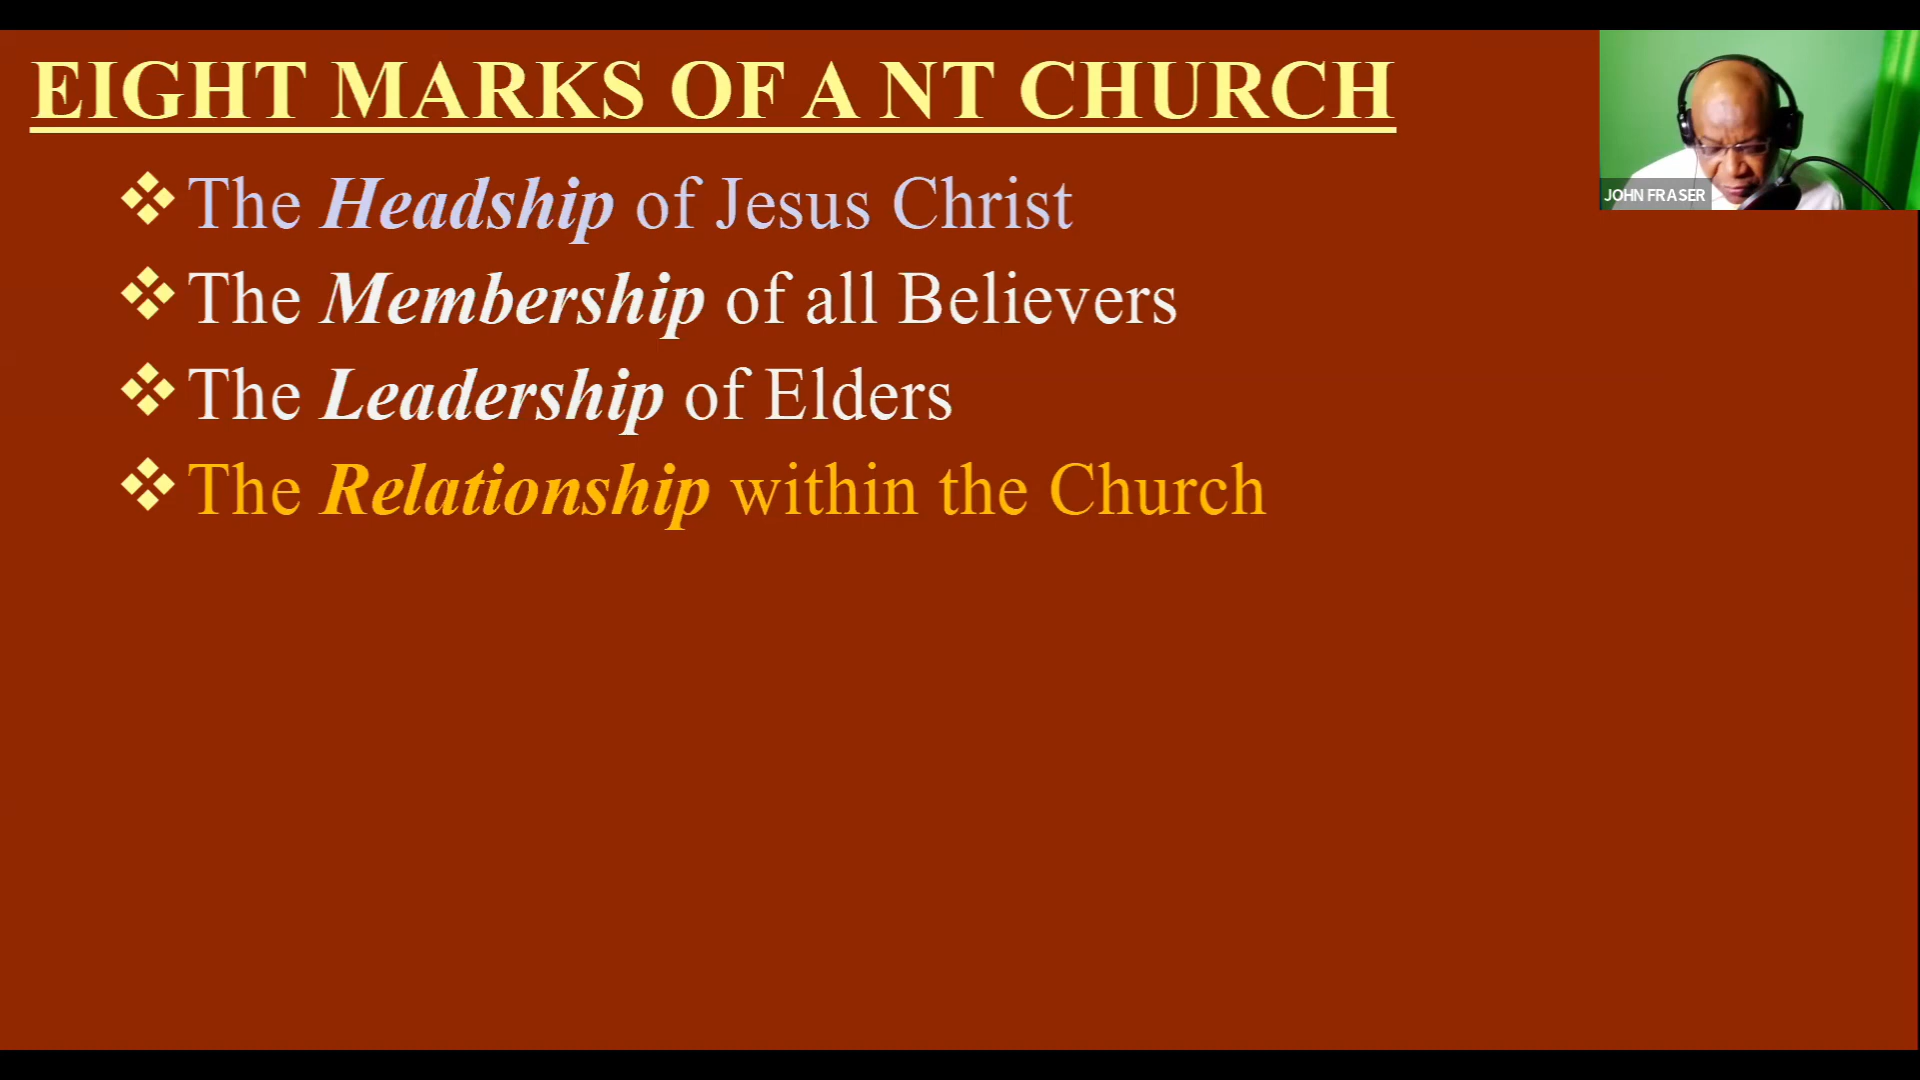 EIGHT MARKS OF A NT CHURCH
The Headship of Jesus Christ
The Membership of all Believers
The Leadership of Elders
The Relationship within the Church
JOHN FRASER